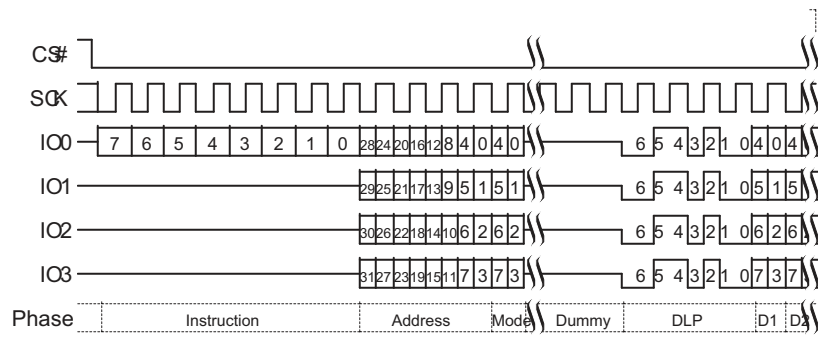 CS#
SCK
IO0 7 6 5 4 3 2 1 0 28 24 20 16 12 8 4 0 4 0 6 5 4 3 2 1 0 4 0 4
IO1 29 25 21 17 13 9 5 1 5 1 6 5 4 3 2 1 0 5 1 5
IO2 30 26 22 18 14 10 6 2 6 2 6 5 4 3 2 1 0 6 2 6
IO3 31 27 23 19 15 11 7 3 7 3 6 5 4 3 2 1 0 7 3 7
Phase Instruction Address Mode Dummy DLP D1 D2